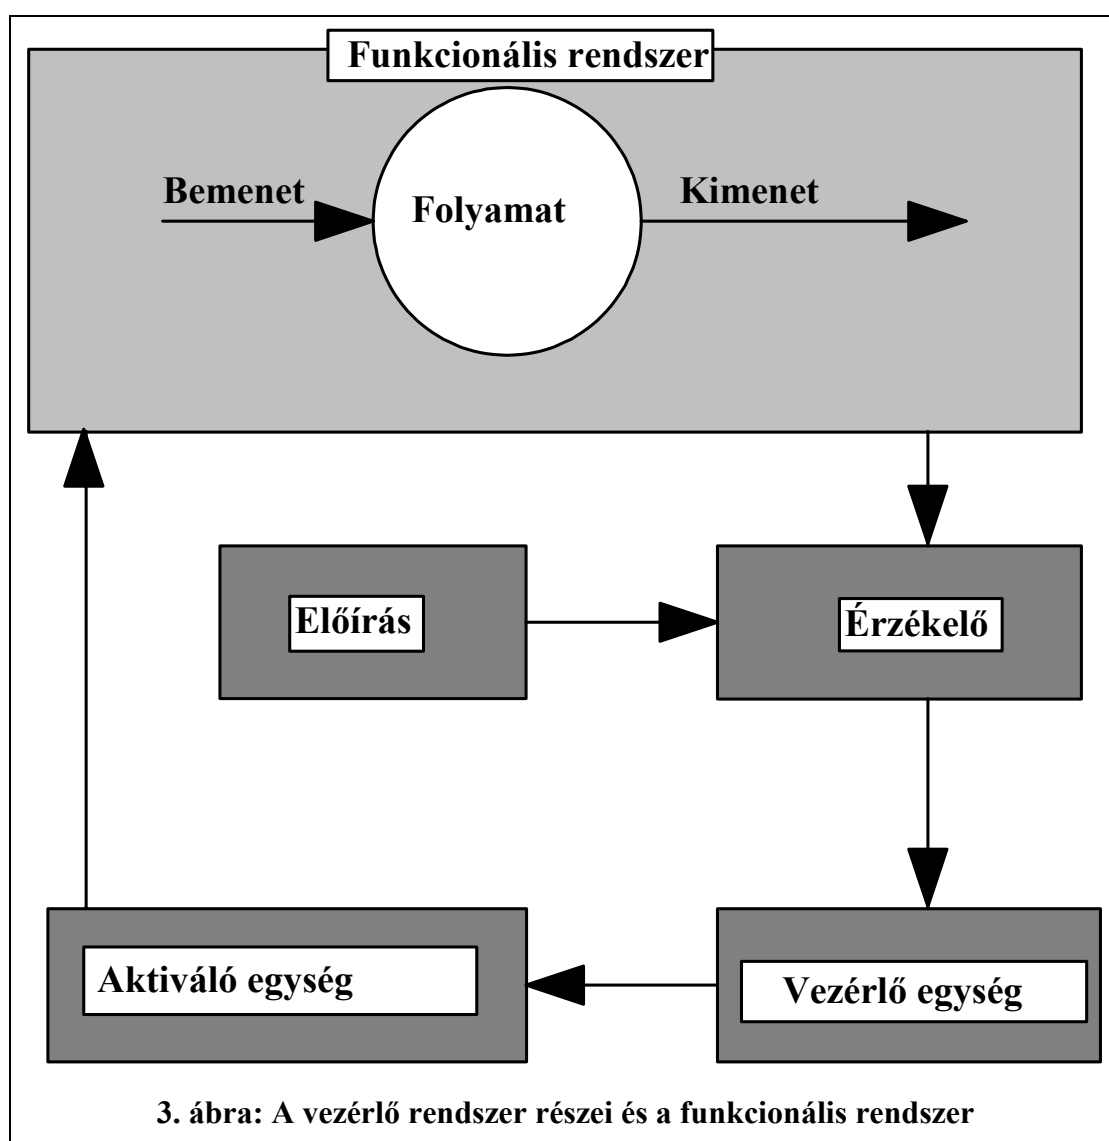 Funkcionális rendszer
Bemenet
Folyamat
Kimenet
Előírás
Érzékelő
Aktiváló egység
Vezérlő egység
3. ábra: A vezérlő rendszer részei és a funkcionális rendszer